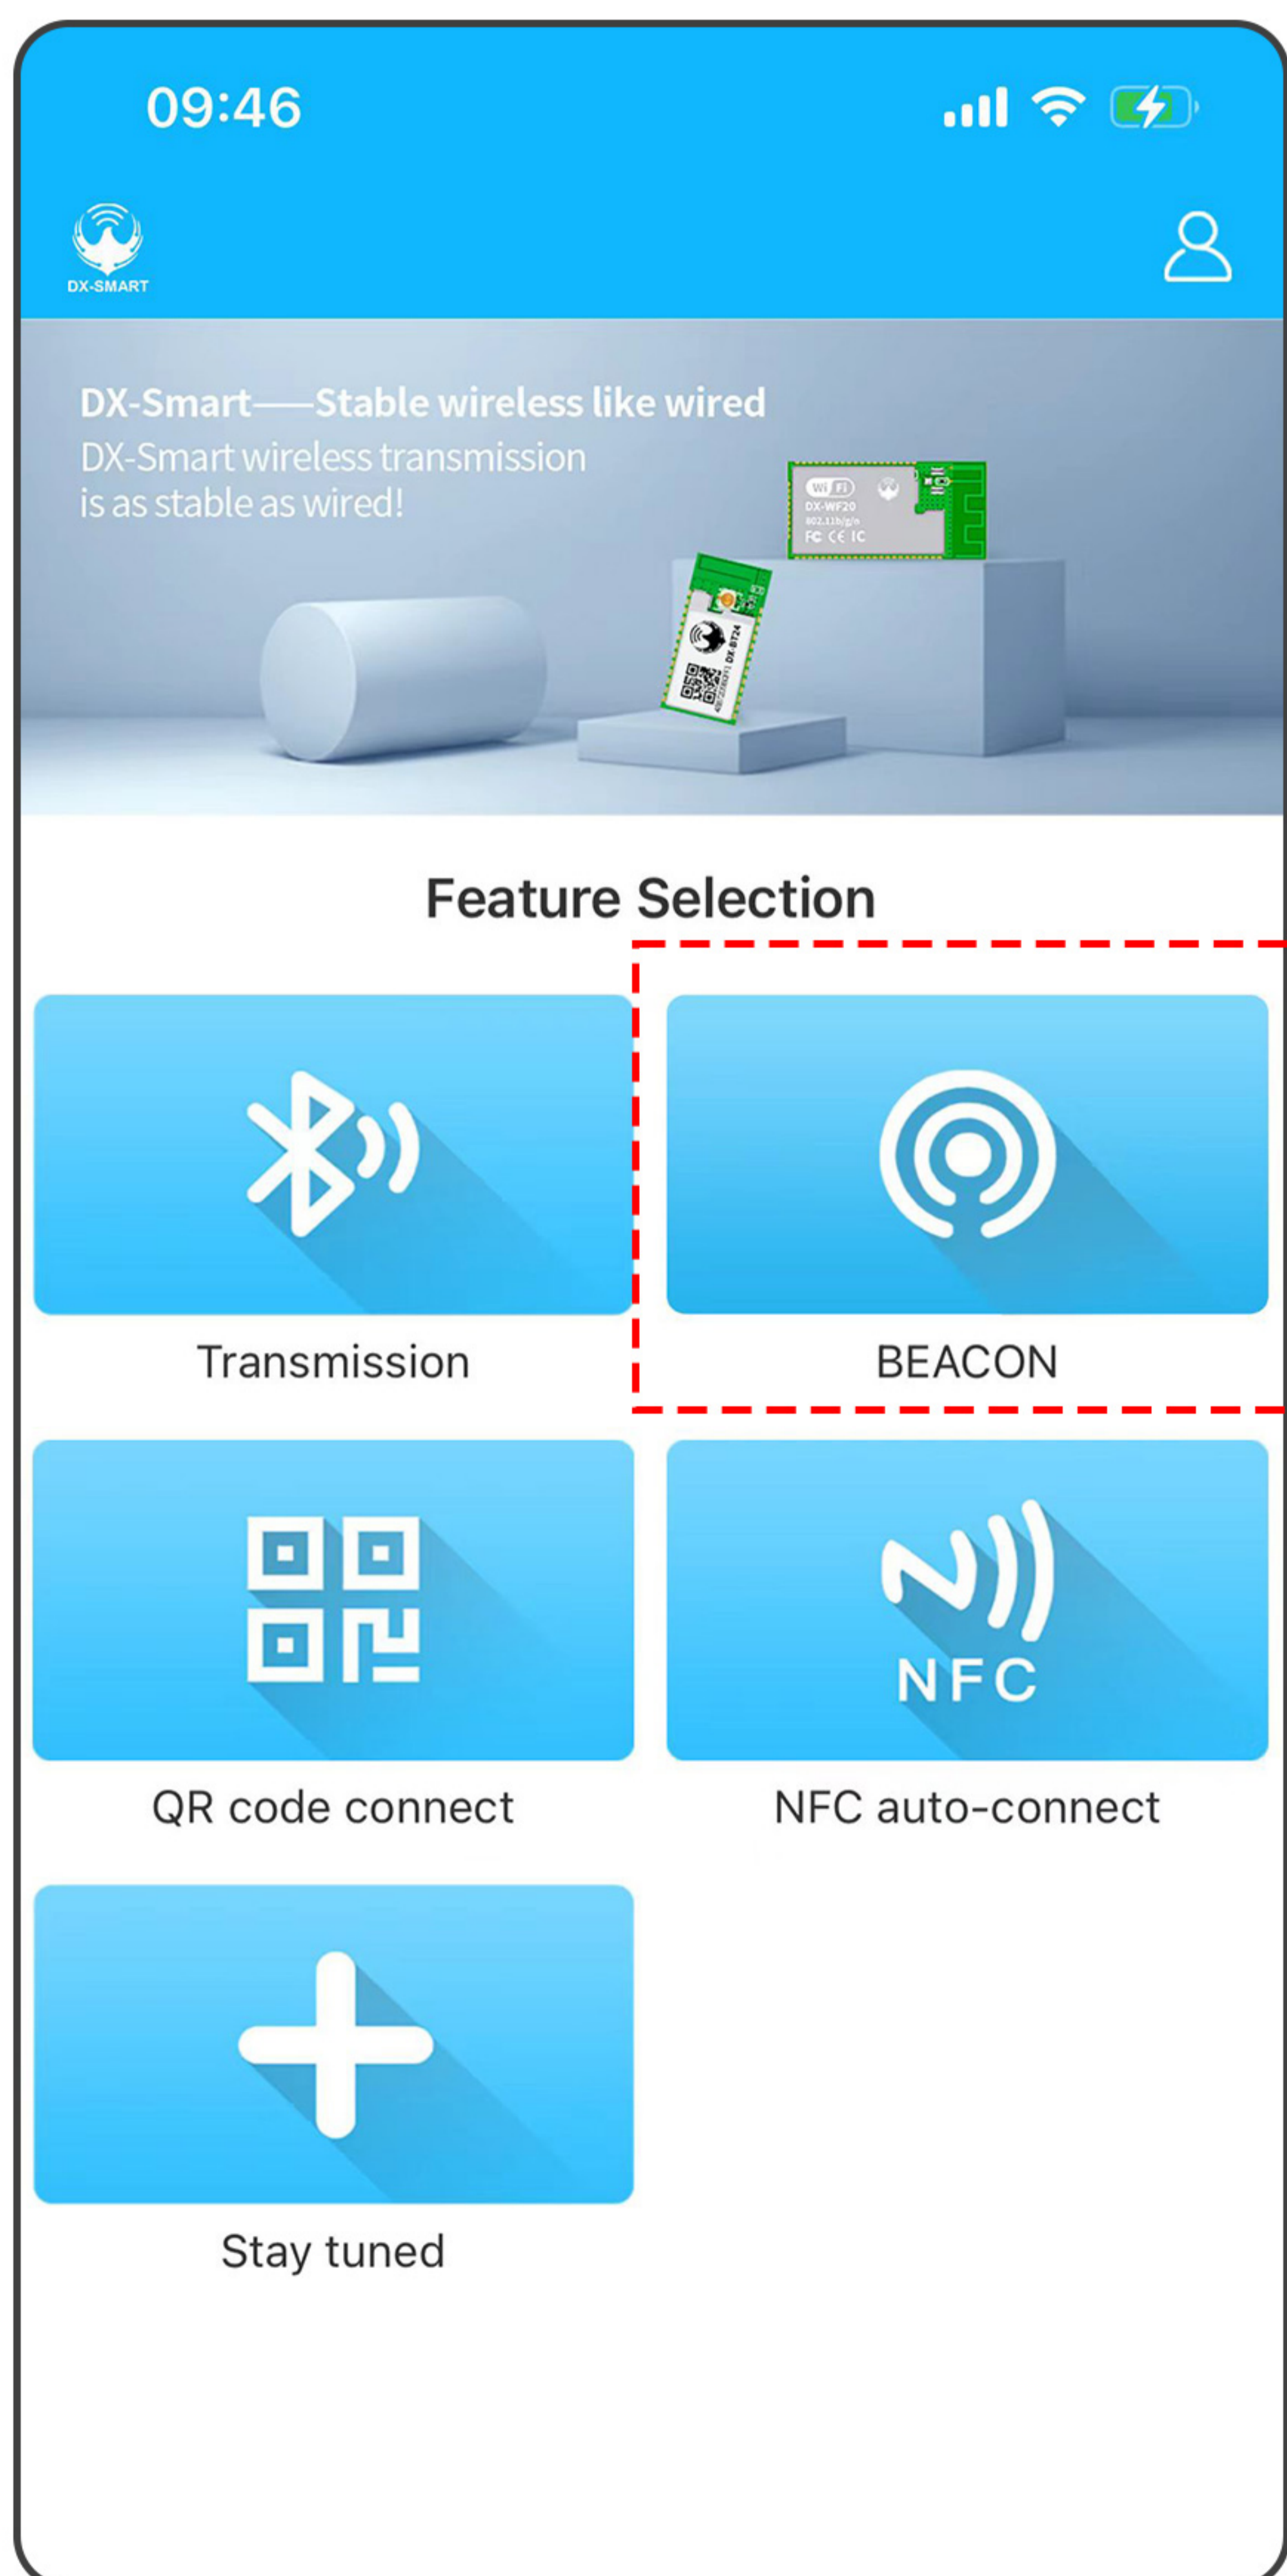 09:46
DX-SMART
DX-Smart——Stable wireless like wired
DX-Smart wireless transmission
is as stable as wired!
WiFi
DX-WF20
802.11b/g/n
FC CE IC
DX-BT24
Feature Selection
Transmission
BEACON
NFC
QR code connect
NFC auto-connect
Stay tuned